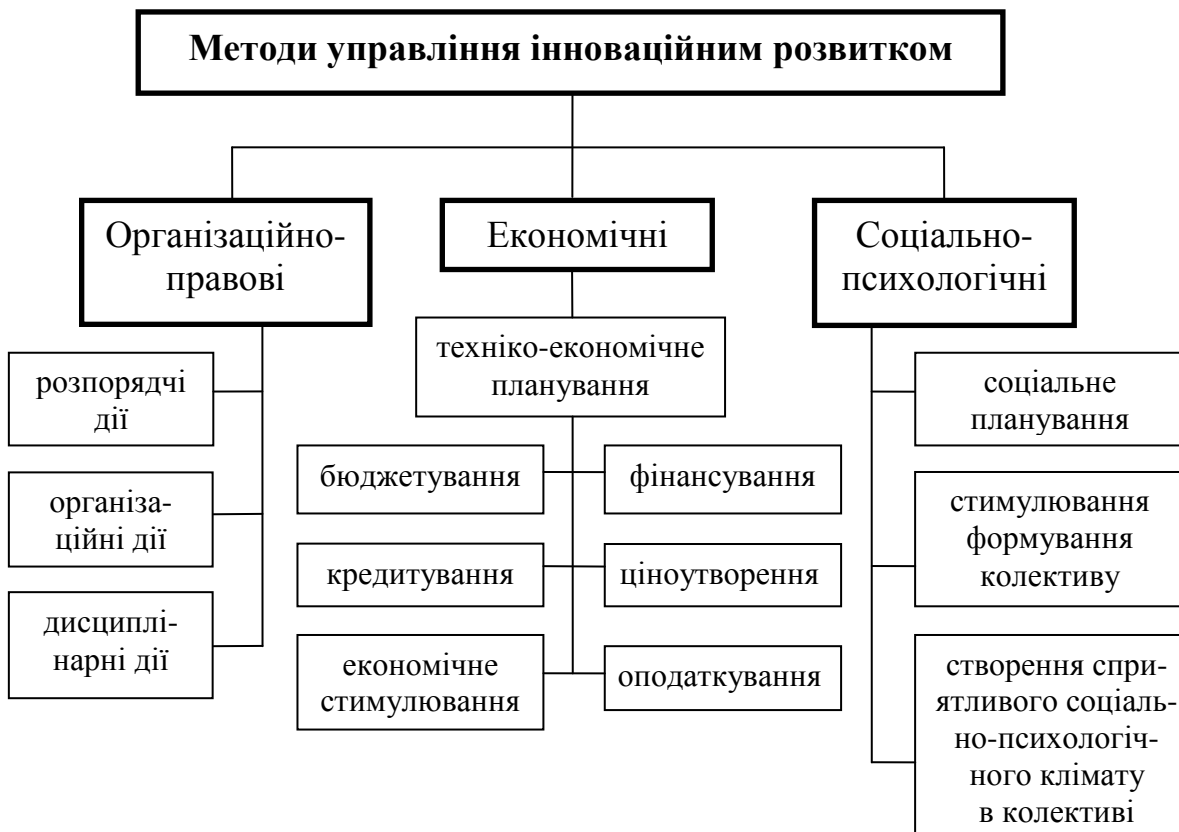 Методи управління інноваційним розвитком
Організаційно-
правові
Економічні
Соціально-
психологічні
розпорядчі
дії
організа-
ційні дії
дисциплі-
нарні дії
техніко-економічне
планування
бюджетування
фінансування
кредитування
ціноутворення
економічне
стимулювання
оподаткування
соціальне
планування
стимулювання
формування
колективу
створення спри-
ятливого соціаль-
но-психологіч-
ного клімату
в колективі